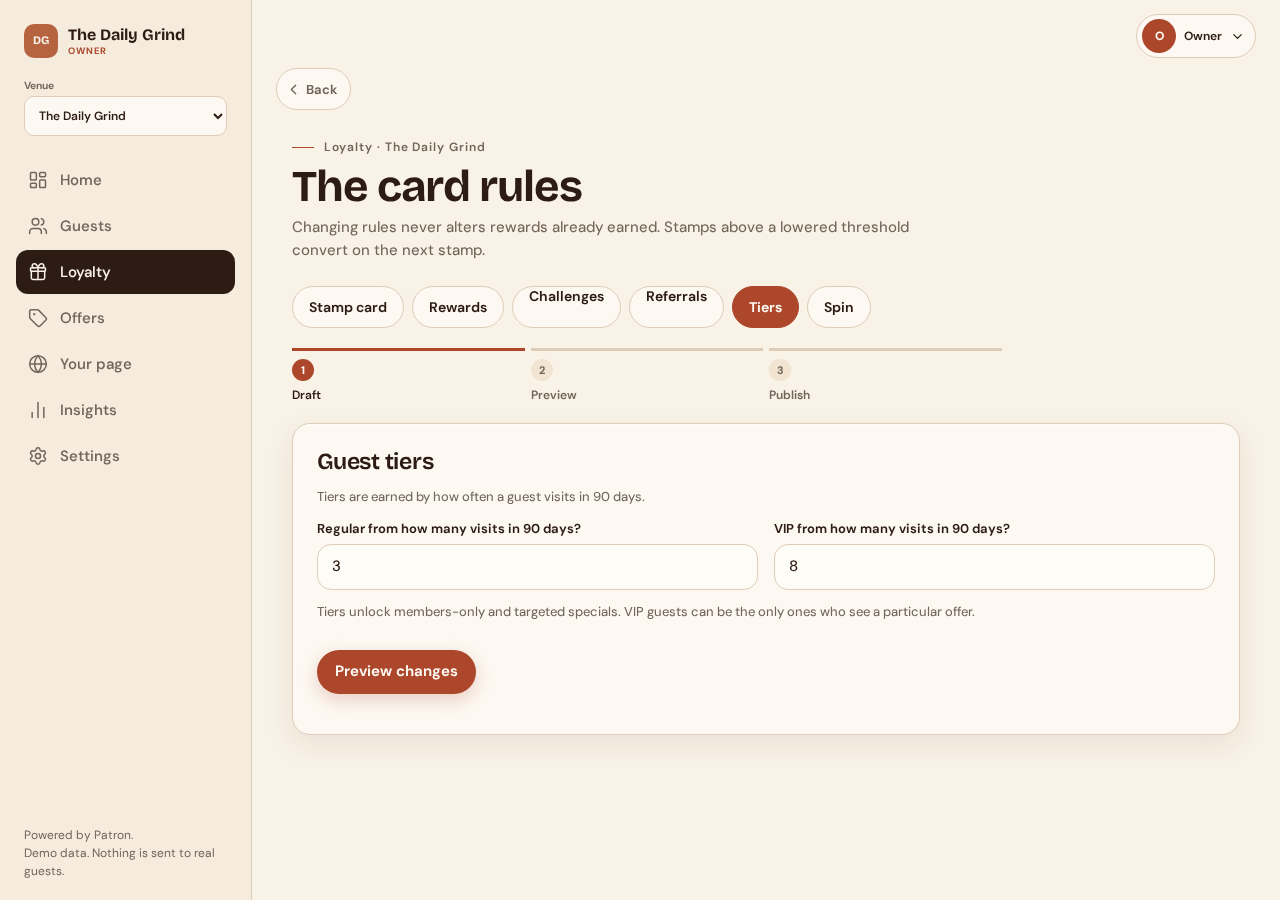 DG
The Daily Grind
OWNER
Venue
The Daily Grind
Home
Guests
Loyalty
Offers
Your page
Insights
Settings
Powered by Patron.
Demo data. Nothing is sent to real
guests.
O
Owner
Back
Loyalty · The Daily Grind
The card rules
Changing rules never alters rewards already earned. Stamps above a lowered threshold
convert on the next stamp.
Stamp card
Rewards
Challenges
Referrals
Tiers
Spin
1
Draft
2
Preview
3
Publish
Guest tiers
Tiers are earned by how often a guest visits in 90 days.
Regular from how many visits in 90 days?
3
VIP from how many visits in 90 days?
8
Tiers unlock members-only and targeted specials. VIP guests can be the only ones who see a particular offer.
Preview changes